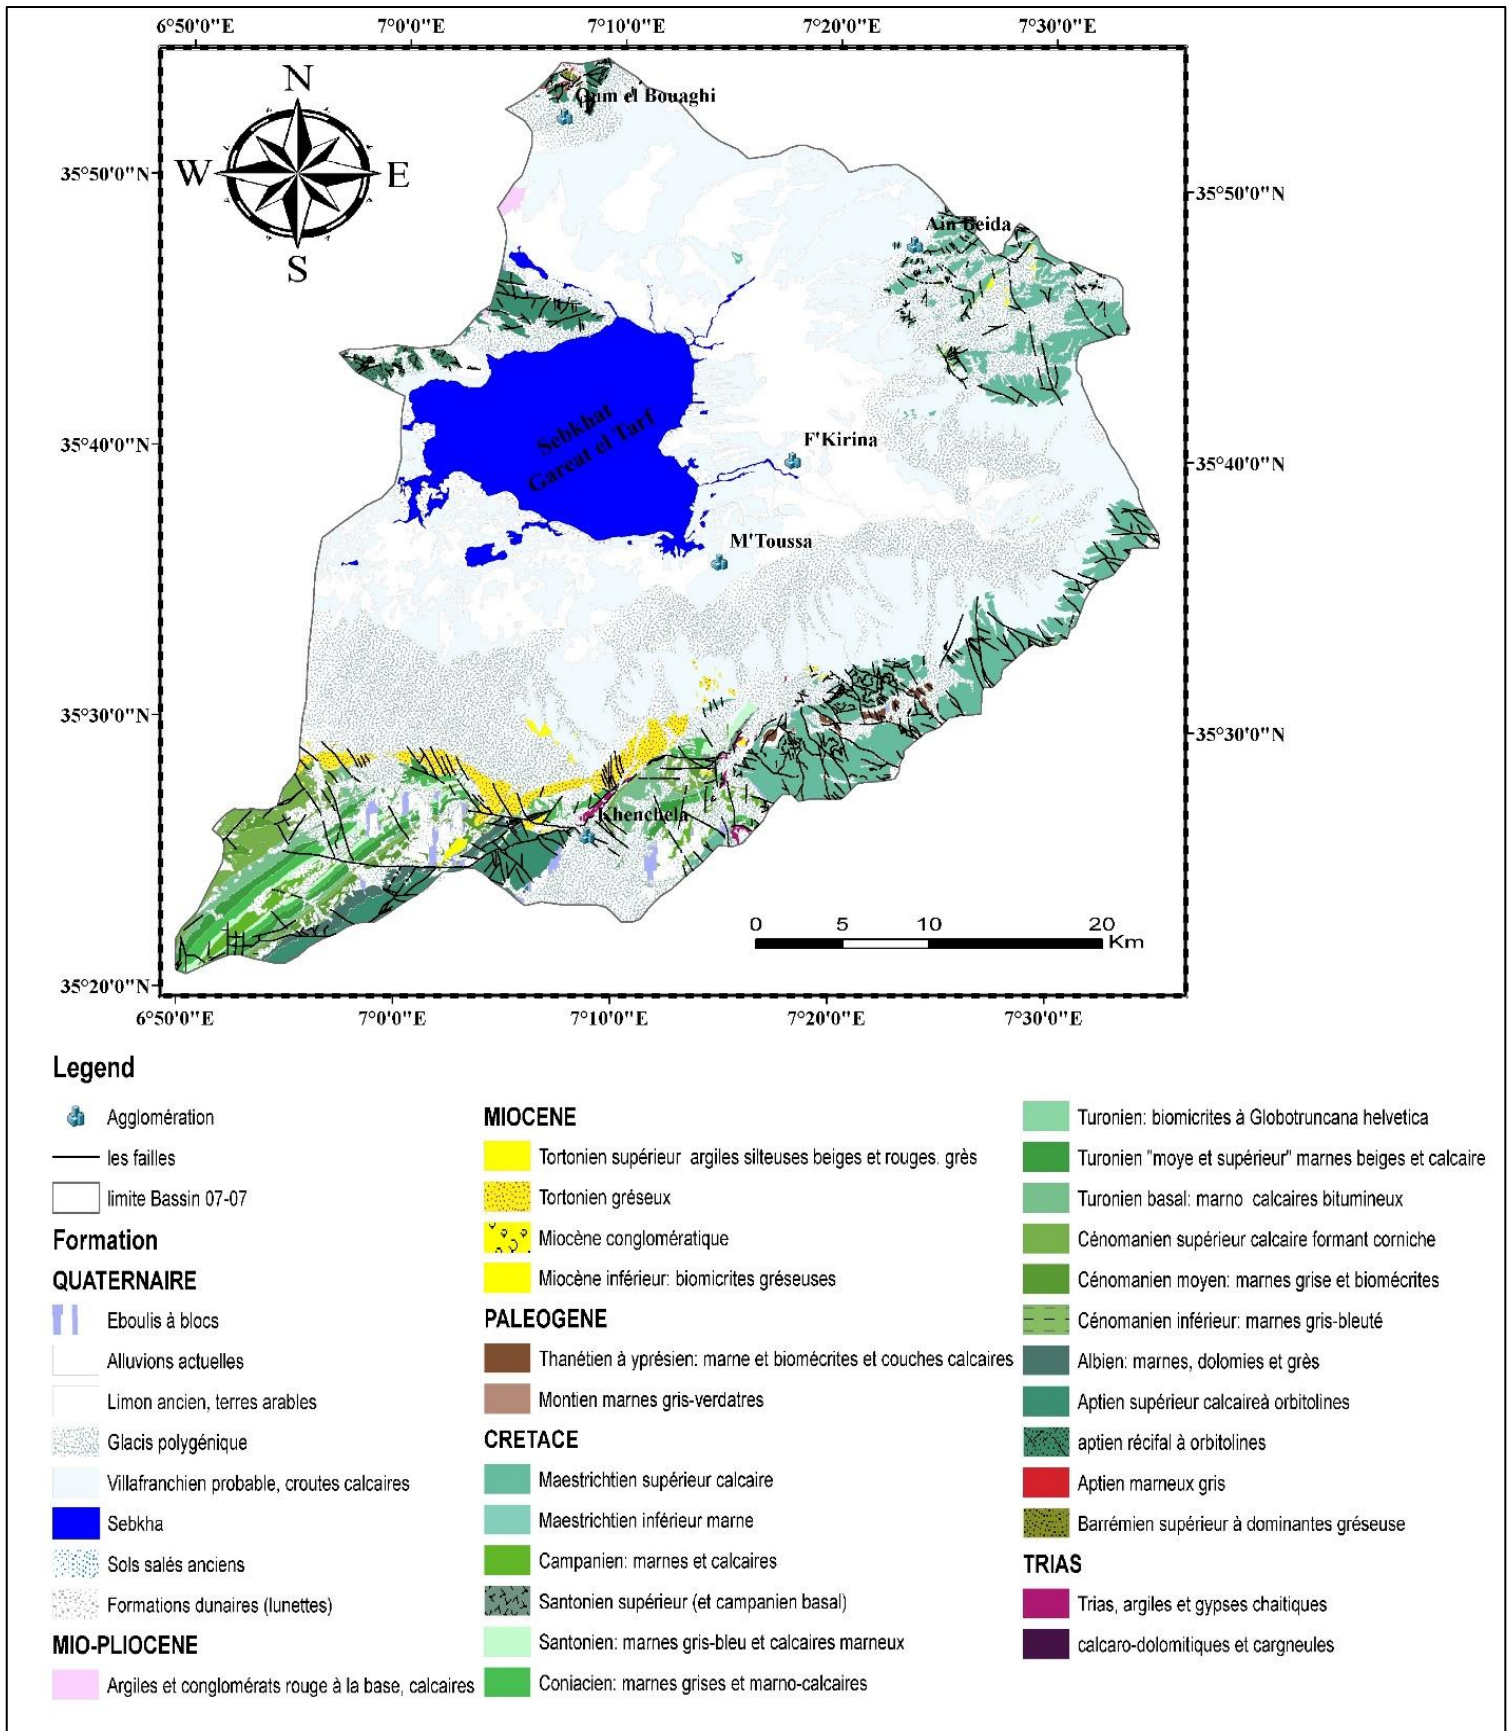 6°50'0"E 7°0'0"E 7°10'0"E 7°20'0"E 7°30'0"E
N
W E
S
35°50'0"N
35°40'0"N
35°30'0"N
35°20'0"N
35°50'0"N
35°40'0"N
35°30'0"N
Oum el Bouaghi
Ain Beida
Sebkhat
Garcat el Tarf
F'Kirina
M'Toussa
Khenchela
0 5 10 20
Km
6°50'0"E 7°0'0"E 7°10'0"E 7°20'0"E 7°30'0"E
Legend
Agglomération
les failles
limite Bassin 07-07
Formation
QUATERNAIRE
Eboulis à blocs
Alluvions actuelles
Limon ancien, terres arables
Glacis polygénique
Villafranchien probable, croutes calcaires
Sebkha
Sols salés anciens
Formations dunaires (lunettes)
MIO-PLIOCENE
Argiles et conglomérats rouge à la base, calcaires
MIOCENE
Tortonien supérieur argiles silteuses beiges et rouges. grès
Tortonien gréseux
Miocène conglomératique
Miocène inférieur: biomicrites gréseuses
PALEOGENE
Thanétien à yprésien: marne et biomécrites et couches calcaires
Montien marnes gris-verdatres
CRETACE
Maestrichtien supérieur calcaire
Maestrichtien inférieur marne
Campanien: marnes et calcaires
Santonien supérieur (et campanien basal)
Santonien: marnes gris-bleu et calcaires marneux
Coniacien: marnes grises et marno-calcaires
Turonien: biomicrites à Globotruncana helvetica
Turonien "moye et supérieur" marnes beiges et calcaire
Turonien basal: marno calcaires bitumineux
Cénomanien supérieur calcaire formant corniche
Cénomanien moyen: marnes grise et biomécrites
Cénomanien inférieur: marnes gris-bleuté
Albien: marnes, dolomies et grès
Aptien supérieur calcaireà orbitolines
aptien récifal à orbitolines
Aptien marneux gris
Barrémien supérieur à dominantes gréseuse
TRIAS
Trias, argiles et gypses chaitiques
calcaro-dolomitiques et cargneules